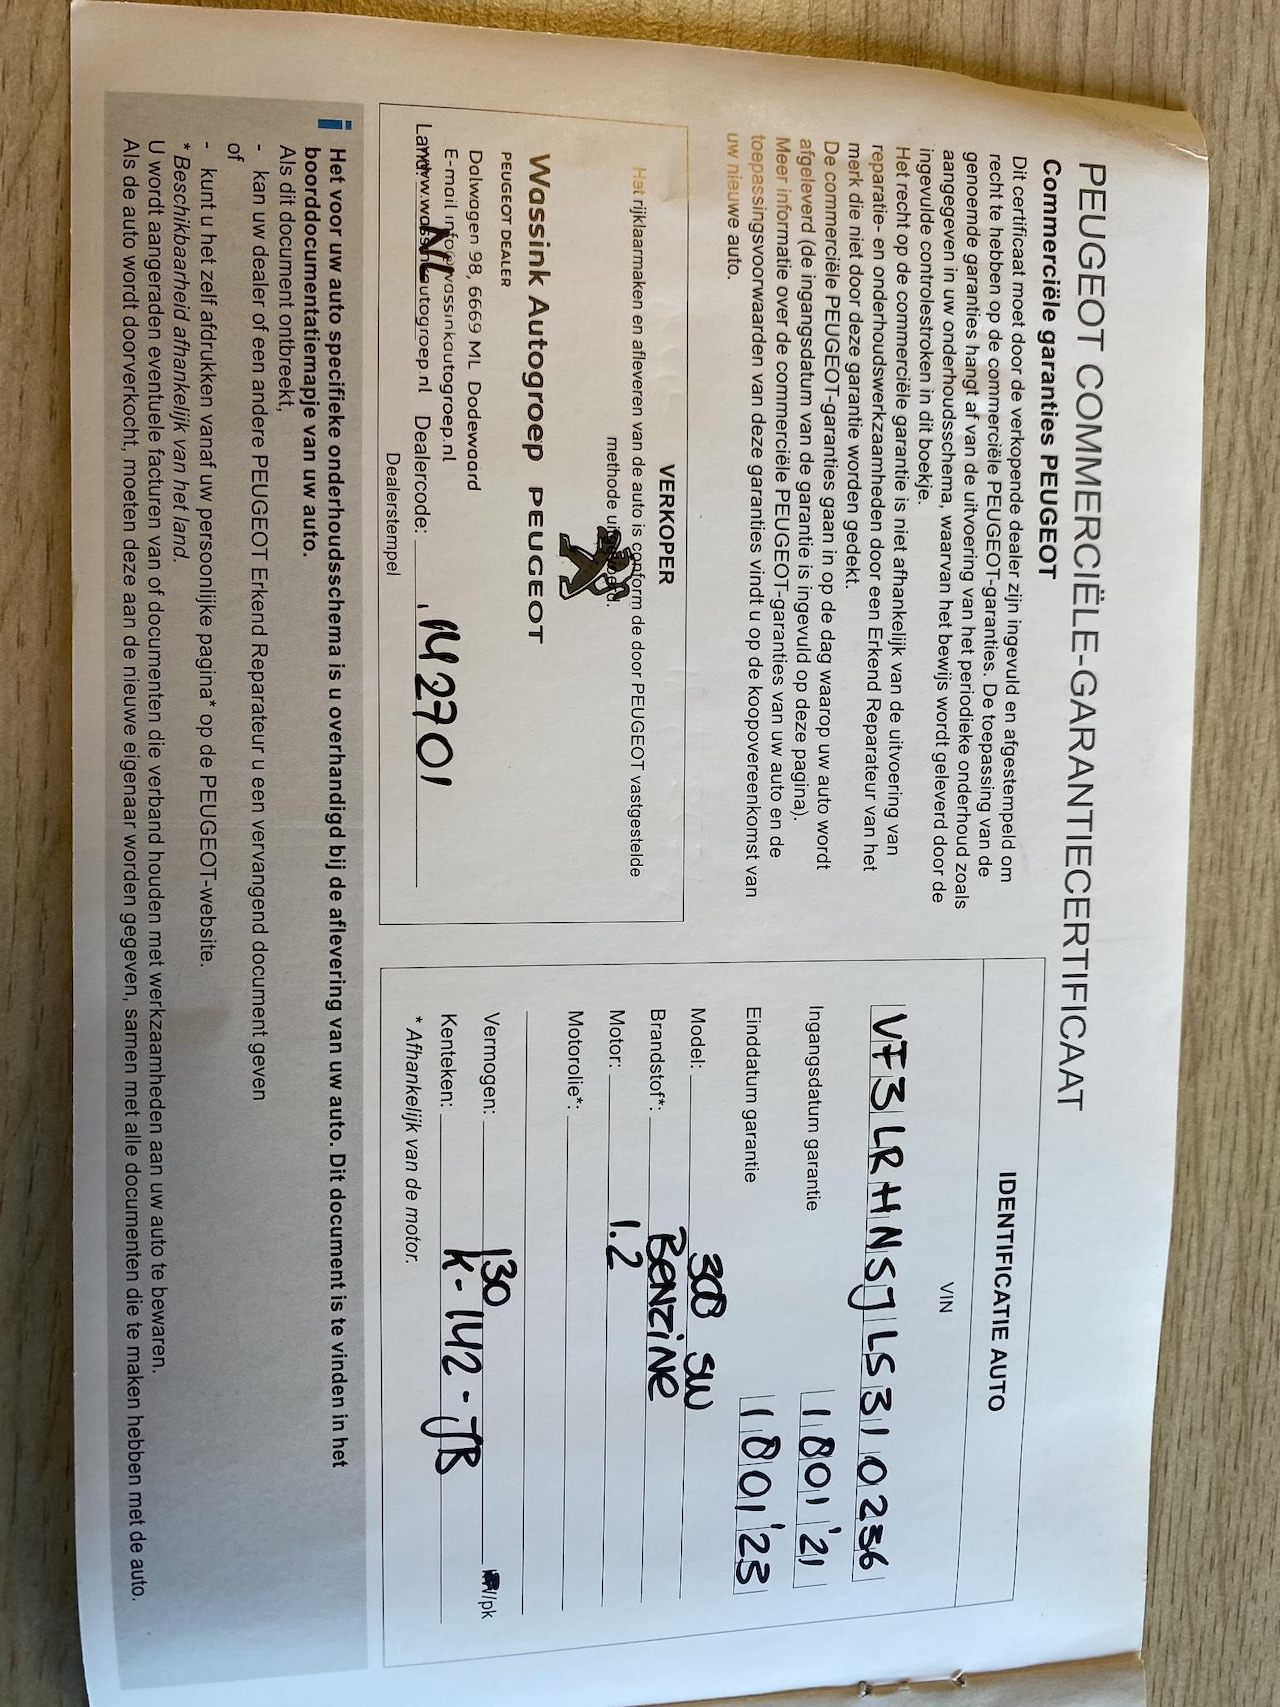 PEUGEOT COMMERCIËLE-GARANTIECERTIFICAAT
Commerciële garanties PEUGEOT
Dit certificaat moet door de verkopende dealer zijn ingevuld en afgestempeld om
recht te hebben op de commerciële PEUGEOT-garanties. De toepassing van de
genoemde garanties hangt af van de uitvoering van het periodieke onderhoud zoals
aangegeven in uw onderhoudsschema, waarvan het bewijs wordt geleverd door de
ingevulde controlestroken in dit boekje.
Het recht op de commerciële garantie is niet afhankelijk van de uitvoering van
reparatie- en onderhoudswerkzaamheden door een Erkend Reparateur van het
merk die niet door deze garantie worden gedekt.
De commerciële PEUGEOT-garanties gaan in op de dag waarop uw auto wordt
afgeleverd (de ingangsdatum van de garantie is ingevuld op deze pagina).
Meer informatie over de commerciële PEUGEOT-garanties van uw auto en de
toepassingsvoorwaarden van deze garanties vindt u op de koopovereenkomst van
uw nieuwe auto.
VERKOPER
Het rijklaarmaken en afleveren van de auto is conform de door PEUGEOT vastgestelde
methode uitgevoerd.
Wassink Autogroep PEUGEOT
PEUGEOT DEALER
Dalwagen 98, 6669 ML Dodewaard
E-mail info@wassinkautogroep.nl
www.wassinkautogroep.nl
Land: NL Dealercode: 142701
Dealerstempel
IDENTIFICATIE AUTO
VIN
VF3LRHNSJLS310256
Ingangsdatum garantie 1801'21
Einddatum garantie 1801'23
Model: 308 SW
Brandstof*: BENZINE
Motor: 1.2
Motorolie*:
Vermogen: 130 /pk
Kenteken: K-142-JB
* Afhankelijk van de motor.
i Het voor uw auto specifieke onderhoudsschema is u overhandigd bij de aflevering van uw auto. Dit document is te vinden in het
boorddocumentatiemapje van uw auto.
Als dit document ontbreekt,
- kan uw dealer of een andere PEUGEOT Erkend Reparateur u een vervangend document geven
of
- kunt u het zelf afdrukken vanaf uw persoonlijke pagina* op de PEUGEOT-website.
* Beschikbaarheid afhankelijk van het land.
U wordt aangeraden eventuele facturen van of documenten die verband houden met werkzaamheden aan uw auto te bewaren.
Als de auto wordt doorverkocht, moeten deze aan de nieuwe eigenaar worden gegeven, samen met alle documenten die te maken hebben met de auto.